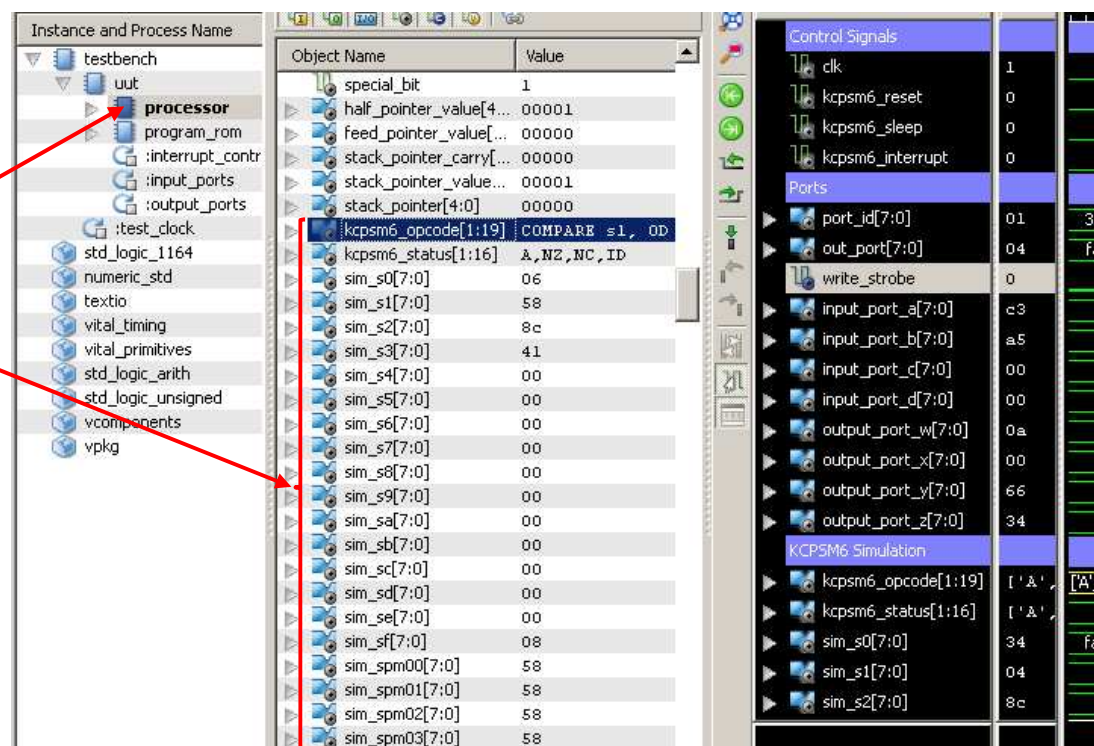 Instance and Process Name
testbench
uut
processor
program_rom
:interrupt_contr
:input_ports
:output_ports
:test_clock
std_logic_1164
numeric_std
textio
vital_timing
vital_primitives
std_logic_arith
std_logic_unsigned
vcomponents
vpkg
Object Name Value
special_bit 1
half_pointer_value[4... 00001
feed_pointer_value[... 00000
stack_pointer_carry[... 00000
stack_pointer_value... 00001
stack_pointer[4:0] 00000
kcpsm6_opcode[1:19] COMPARE s1, 0D
kcpsm6_status[1:16] A,NZ,NC,ID
sim_s0[7:0] 06
sim_s1[7:0] 58
sim_s2[7:0] 8c
sim_s3[7:0] 41
sim_s4[7:0] 00
sim_s5[7:0] 00
sim_s6[7:0] 00
sim_s7[7:0] 00
sim_s8[7:0] 00
sim_s9[7:0] 00
sim_sa[7:0] 00
sim_sb[7:0] 00
sim_sc[7:0] 00
sim_sd[7:0] 00
sim_se[7:0] 00
sim_sf[7:0] 08
sim_spm00[7:0] 58
sim_spm01[7:0] 58
sim_spm02[7:0] 58
sim_spm03[7:0] 58
Control Signals
clk 1
kcpsm6_reset 0
kcpsm6_sleep 0
kcpsm6_interrupt 0
Ports
port_id[7:0] 01 3
out_port[7:0] 04 f
write_strobe 0
input_port_a[7:0] c3
input_port_b[7:0] a5
input_port_c[7:0] 00
input_port_d[7:0] 00
output_port_w[7:0] 0a
output_port_x[7:0] 00
output_port_y[7:0] 66
output_port_z[7:0] 34
KCPSM6 Simulation
kcpsm6_opcode[1:19] ['A', ['A'
kcpsm6_status[1:16] ['A',
sim_s0[7:0] 34 fa
sim_s1[7:0] 04
sim_s2[7:0] 8c